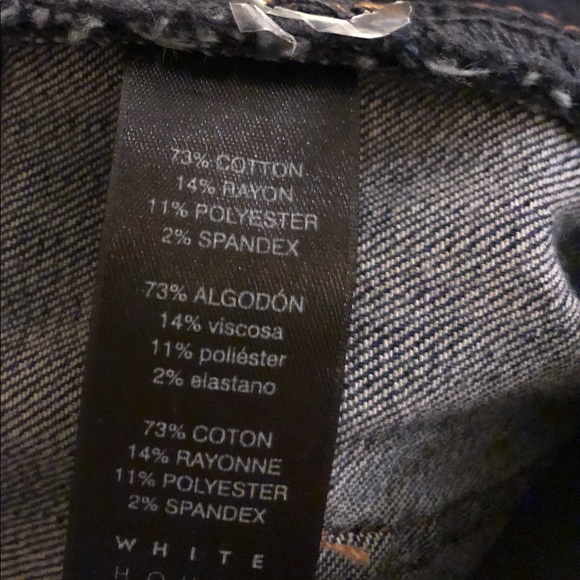 73% COTTON
14% RAYON
11% POLYESTER
2% SPANDEX
73% ALGODÓN
14% viscosa
11% poliéster
2% elastano
73% COTON
14% RAYONNE
11% POLYESTER
2% SPANDEX
WHITE